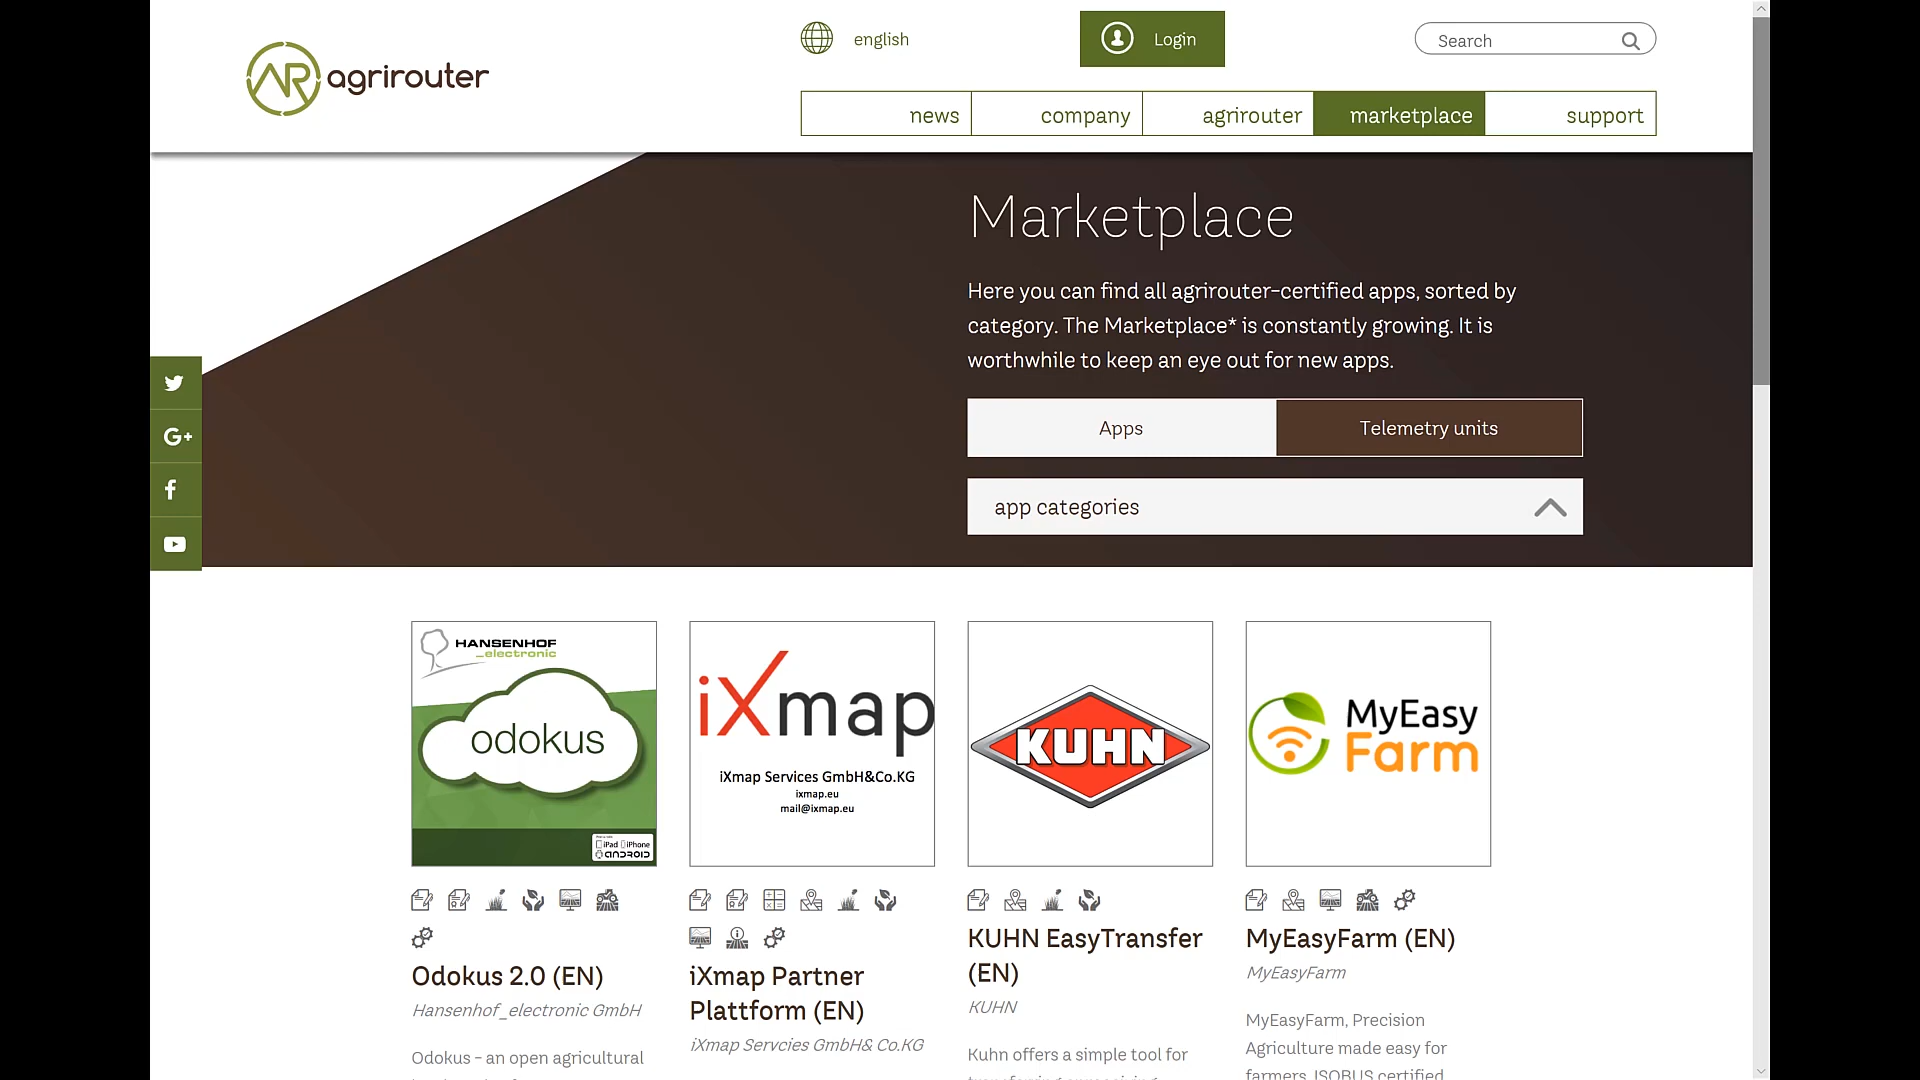 english
Login
Search
agrirouter
news
company
agrirouter
marketplace
support
Marketplace
Here you can find all agrirouter-certified apps, sorted by
category. The Marketplace* is constantly growing. It is
worthwhile to keep an eye out for new apps.
Apps
Telemetry units
app categories
HANSENHOF
_electronic
odokus
iPad iPhone
ANDROID
iXmap
iXmap Services GmbH&Co.KG
ixmap.eu
mail@ixmap.eu
KUHN
MyEasy
Farm
Odokus 2.0 (EN)
Hansenhof_electronic GmbH
Odokus - an open agricultural
iXmap Partner
Plattform (EN)
iXmap Servcies GmbH& Co.KG
KUHN EasyTransfer
(EN)
KUHN
Kuhn offers a simple tool for
MyEasyFarm (EN)
MyEasyFarm
MyEasyFarm, Precision
Agriculture made easy for
farmers. ISOBUS certified